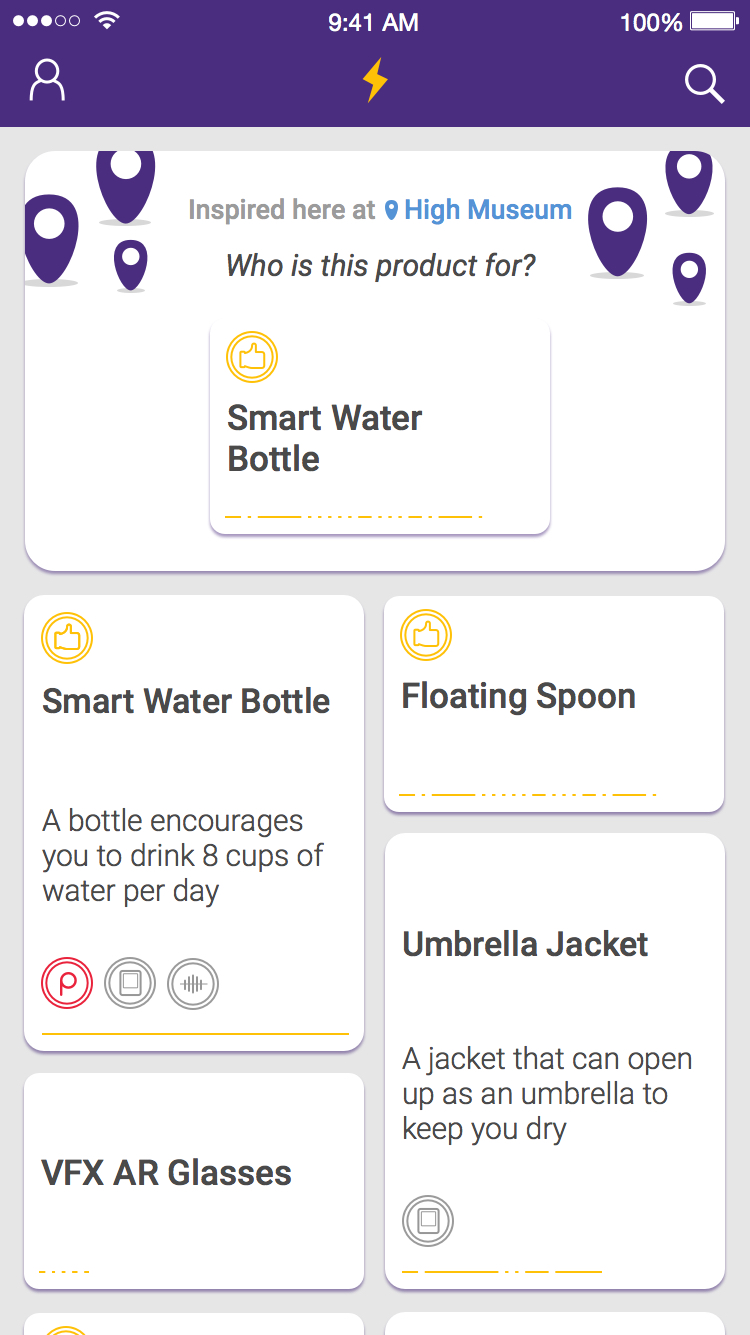 9:41 AM
100%
Inspired here at High Museum
Who is this product for?
Smart Water
Bottle
Smart Water Bottle
A bottle encourages
you to drink 8 cups of
water per day
Floating Spoon
Umbrella Jacket
A jacket that can open
up as an umbrella to
keep you dry
VFX AR Glasses